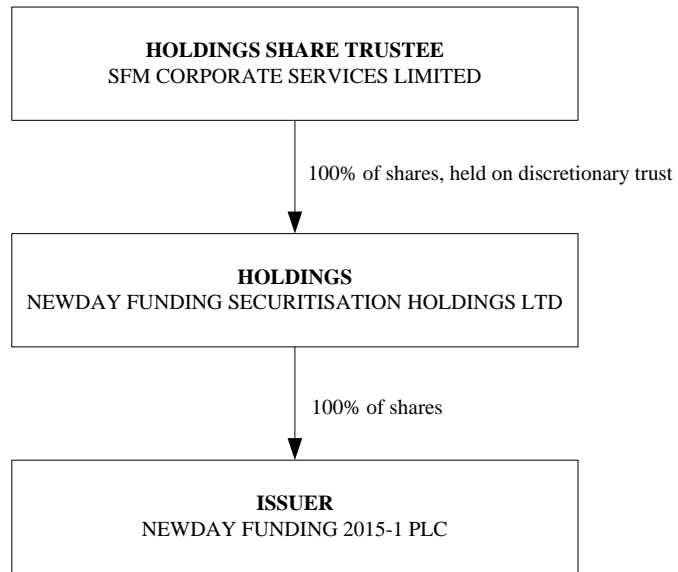 HOLDINGS SHARE TRUSTEE
SFM CORPORATE SERVICES LIMITED
100% of shares, held on discretionary trust
HOLDINGS
NEWDAY FUNDING SECURITISATION HOLDINGS LTD
100% of shares
ISSUER
NEWDAY FUNDING 2015-1 PLC